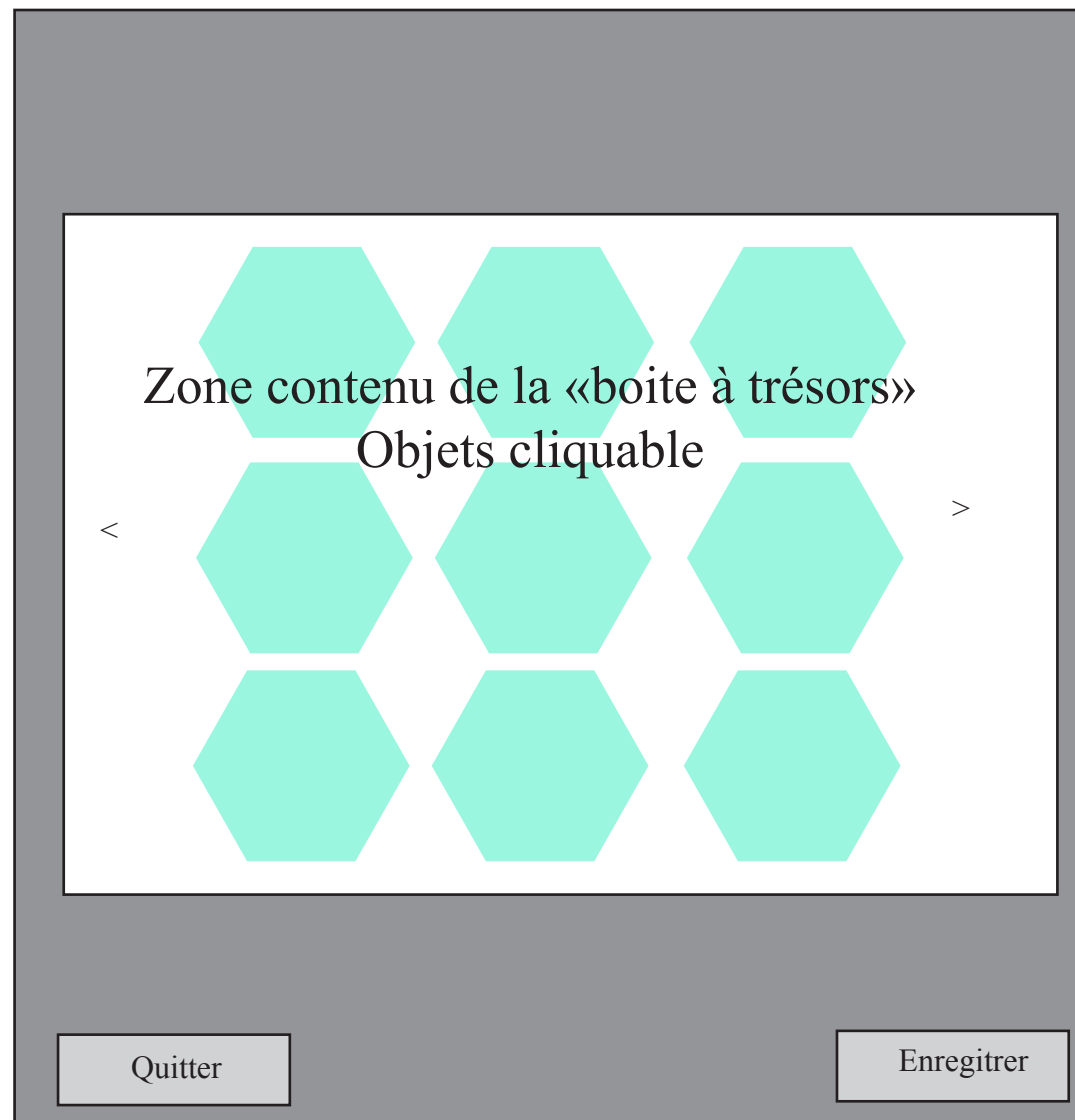 Zone contenu de la «boite à trésors»
Objets cliquable
<
>
Quitter
Enregitrer